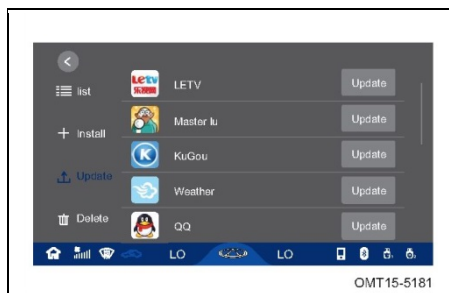 list
Install
Update
Delete
Letv
LETV
Update
Master lu
Update
K
KuGou
Update
Weather
Update
QQ
Update
LO
LO
OMT15-5181